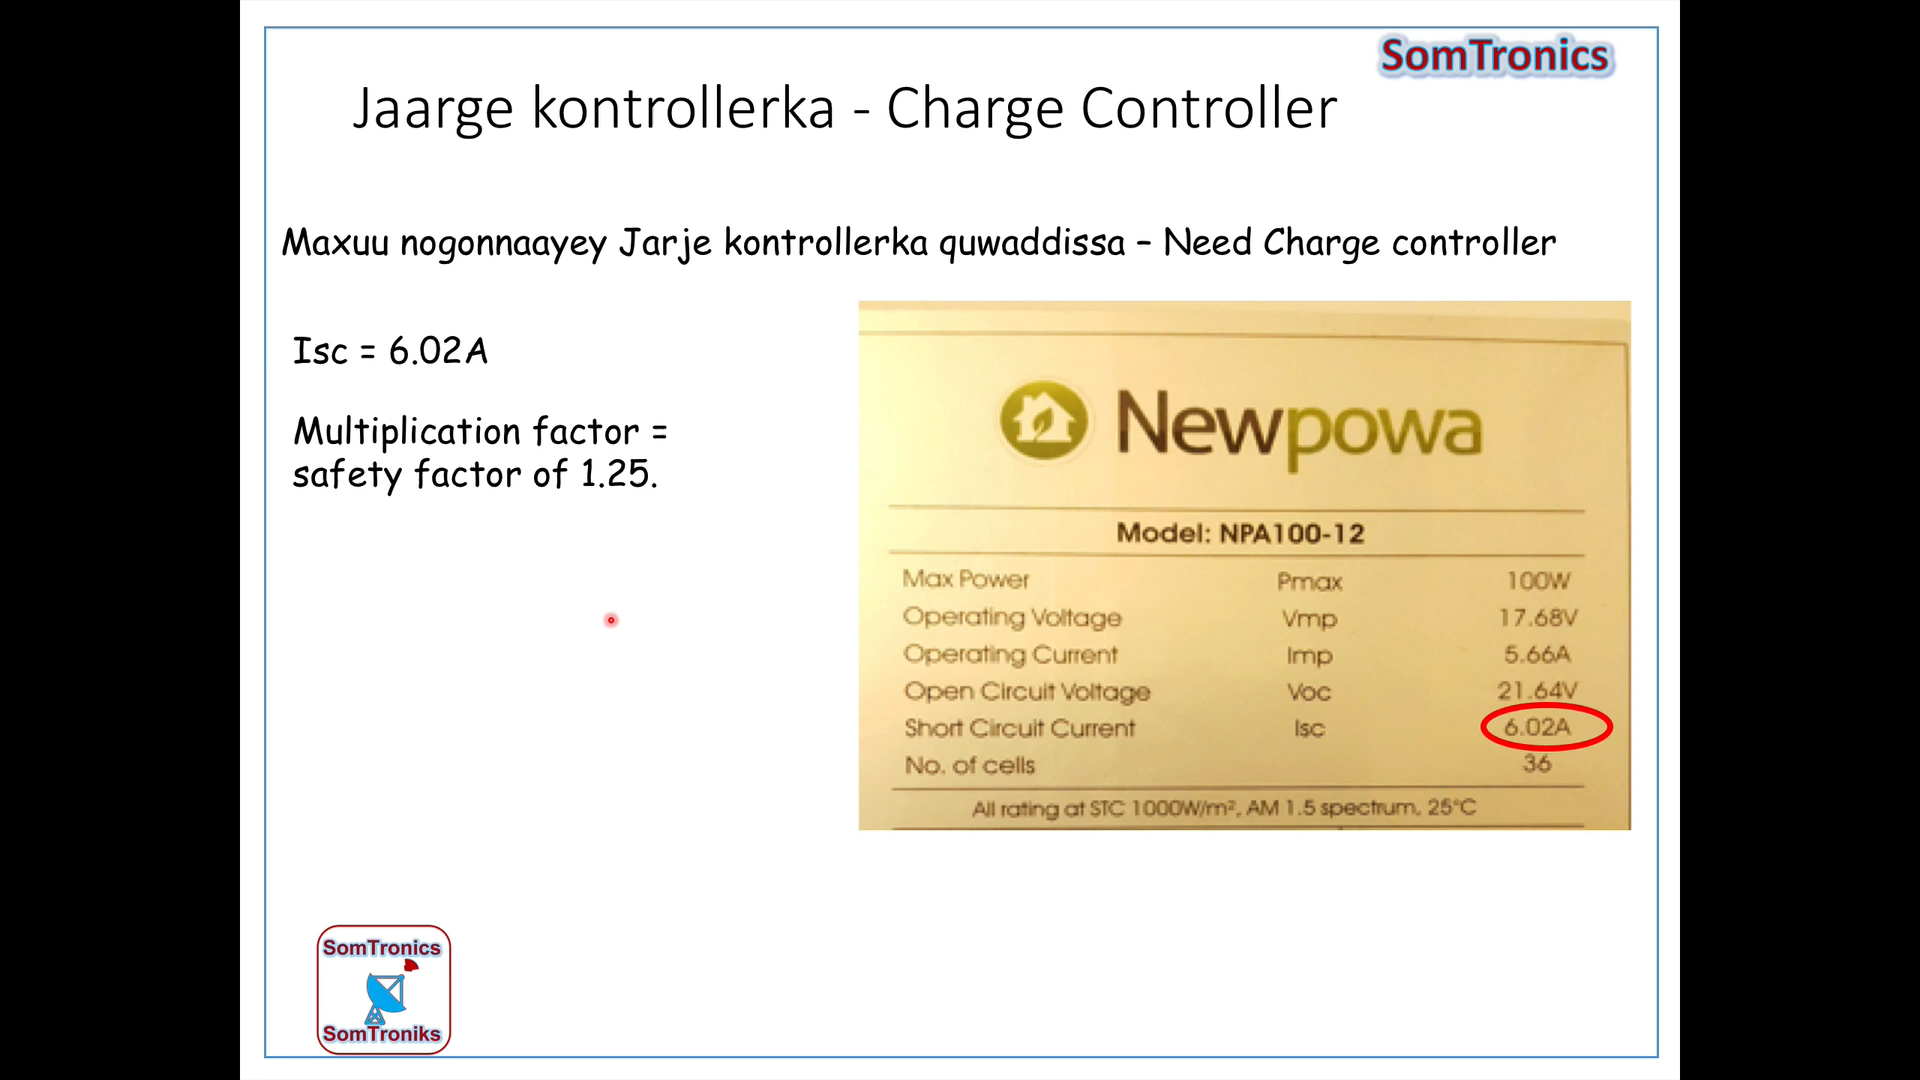 SomTronics
Jaarge kontrollerka - Charge Controller
Maxuu nogonnaayey Jarje kontrollerka quwaddissa – Need Charge controller
Isc = 6.02A
Multiplication factor =
safety factor of 1.25.
Newpowa
Model: NPA100-12
Max Power Pmax 100W
Operating Voltage Vmp 17.68V
Operating Current Imp 5.66A
Open Circuit Voltage Voc 21.64V
Short Circuit Current Isc 6.02A
No. of cells 36
All rating at STC 1000W/m², AM 1.5 spectrum, 25°C
SomTronics
SomTroniks